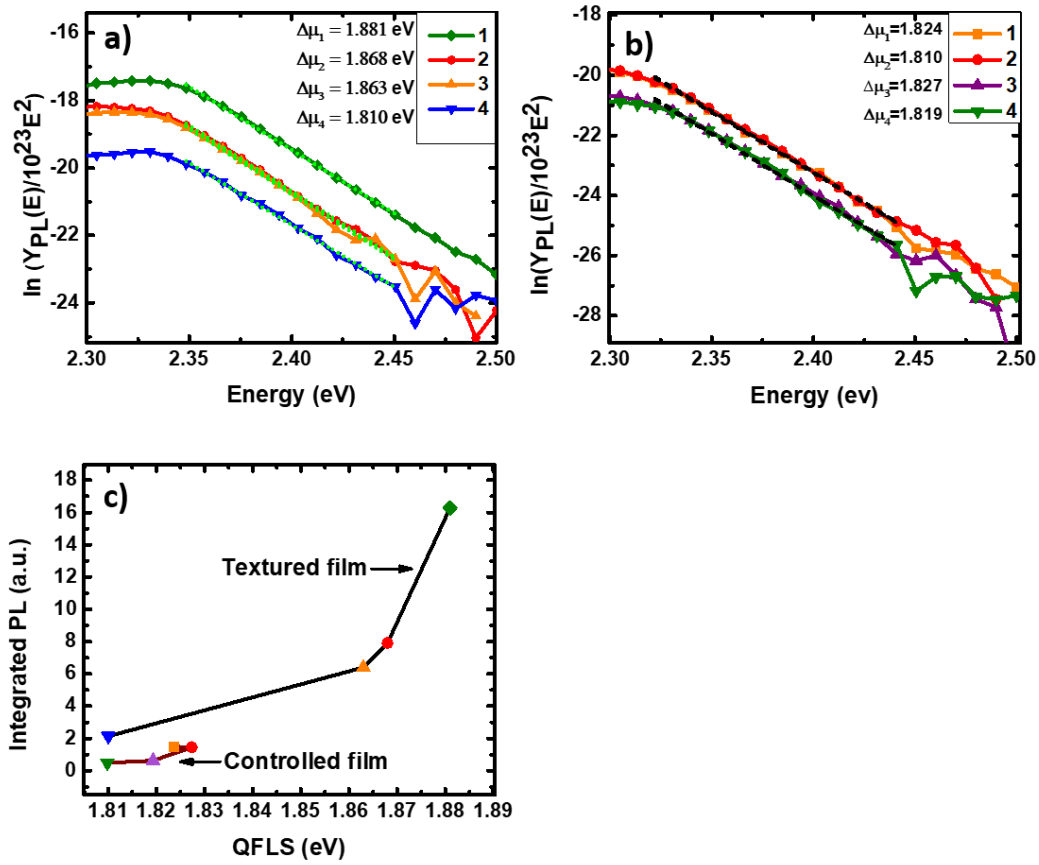 a)
Δμ₁ = 1.881 eV
Δμ₂ = 1.868 eV
Δμ₃ = 1.863 eV
Δμ₄ = 1.810 eV
1
2
3
4
ln (Y_PL(E)/10^23E^2)
-16
-18
-20
-22
-24
2.30 2.35 2.40 2.45 2.50
Energy (eV)
b)
Δμ₁=1.824
Δμ₂=1.810
Δμ₃=1.827
Δμ₄=1.819
1
2
3
4
ln(Y_PL(E)/10^23E^2)
-18
-20
-22
-24
-26
-28
2.30 2.35 2.40 2.45 2.50
Energy (ev)
c)
Textured film
Controlled film
Integrated PL (a.u.)
18
16
14
12
10
8
6
4
2
0
1.81 1.82 1.83 1.84 1.85 1.86 1.87 1.88 1.89
QFLS (eV)